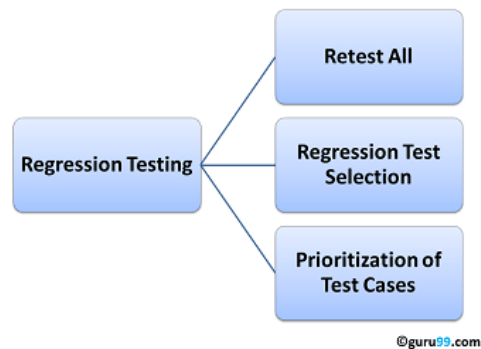 Retest All
Regression Testing
Regression Test
Selection
Prioritization of
Test Cases
©guru99.com